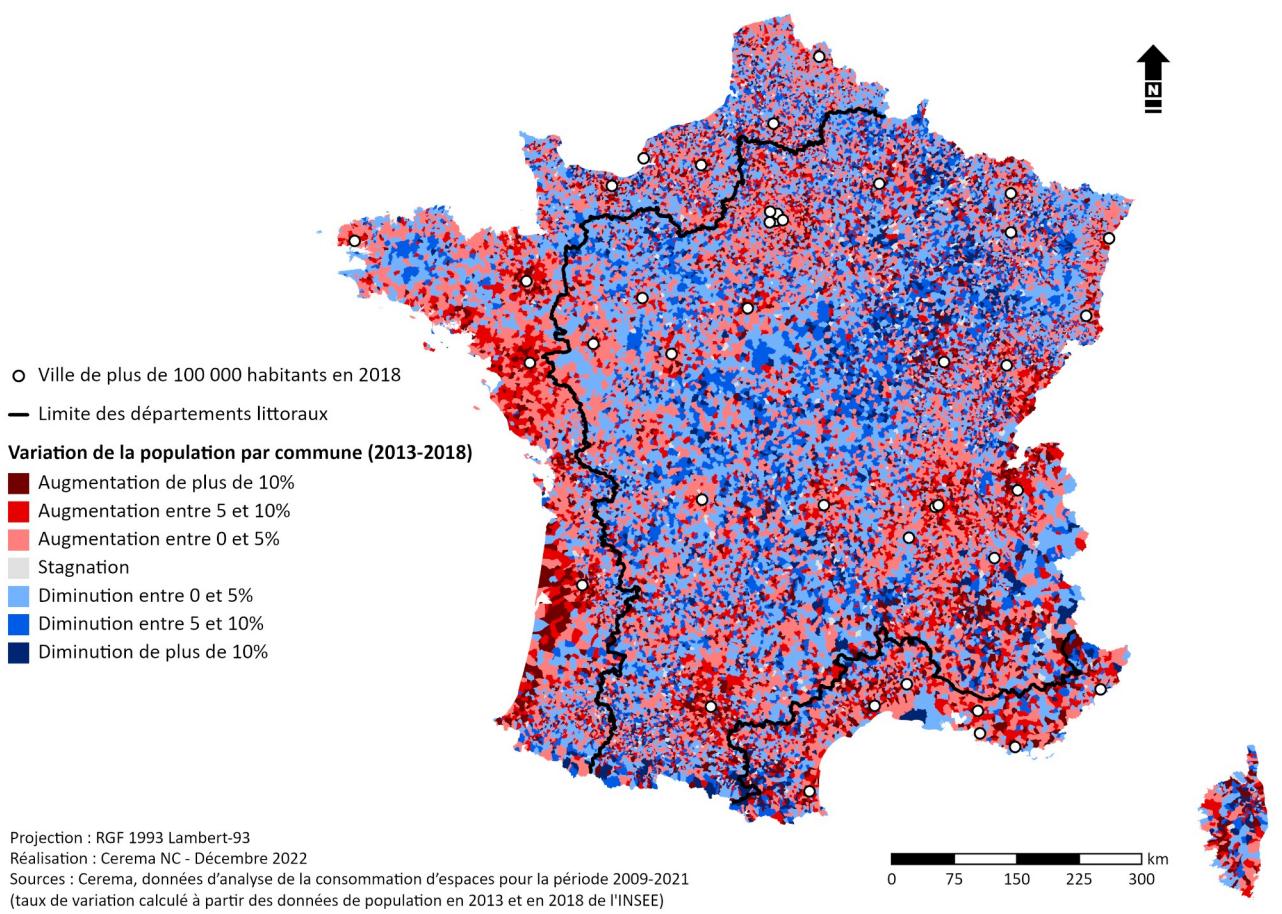 N
Ville de plus de 100 000 habitants en 2018
Limite des départements littoraux
Variation de la population par commune (2013-2018)
Augmentation de plus de 10%
Augmentation entre 5 et 10%
Augmentation entre 0 et 5%
Stagnation
Diminution entre 0 et 5%
Diminution entre 5 et 10%
Diminution de plus de 10%
Projection : RGF 1993 Lambert-93
Réalisation : Cerema NC - Décembre 2022
Sources : Cerema, données d'analyse de la consommation d'espaces pour la période 2009-2021
(taux de variation calculé à partir des données de population en 2013 et en 2018 de l'INSEE)
km
0 75 150 225 300